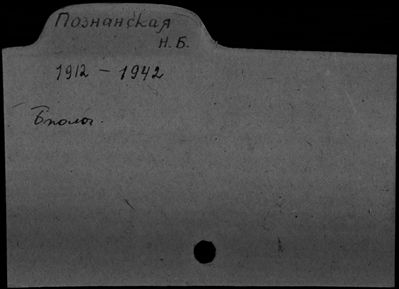 Познанская
Н. Б.
1912 – 1942
Биолог.